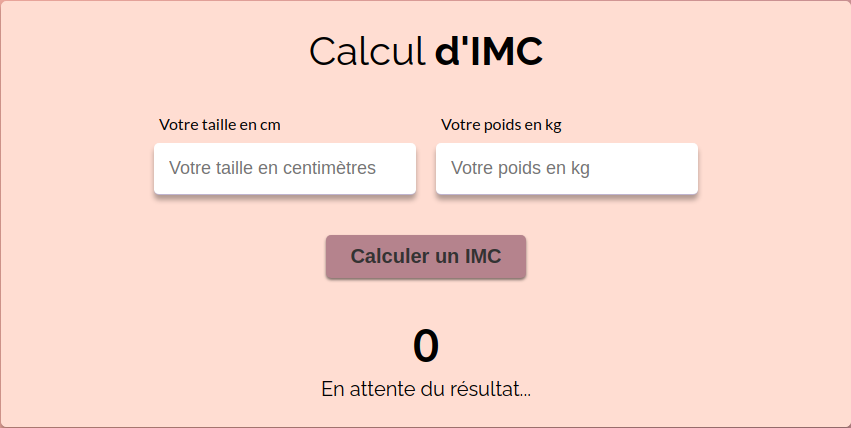 Calcul d'IMC
Votre taille en cm
Votre poids en kg
Votre taille en centimètres
Votre poids en kg
Calculer un IMC
0
En attente du résultat...